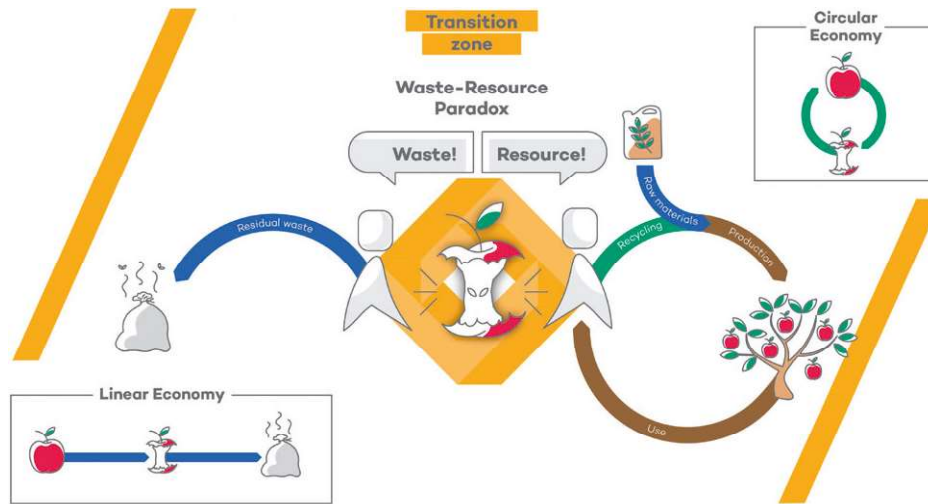 Transition
zone
Circular
Economy
Waste-Resource
Paradox
Waste!
Resource!
Raw materials
Residual waste
Recycling
Production
Linear Economy
Use